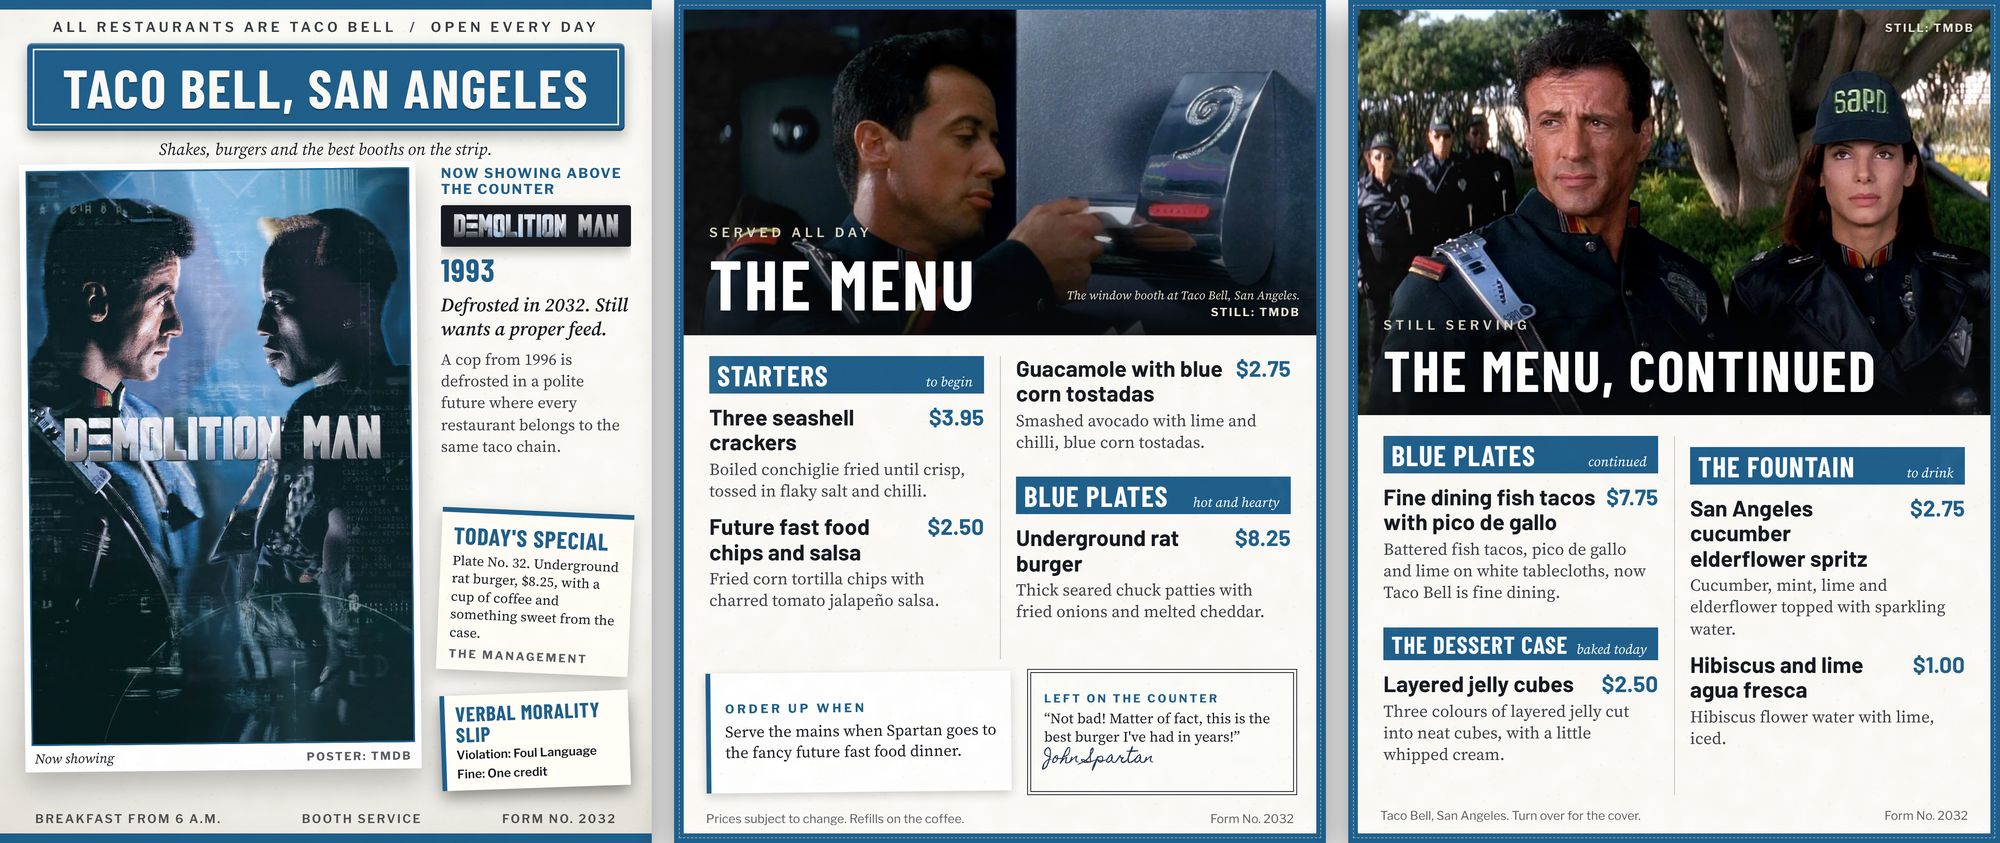 ALL RESTAURANTS ARE TACO BELL / OPEN EVERY DAY
TACO BELL, SAN ANGELES
Shakes, burgers and the best booths on the strip.
DEMOLITION MAN
Now showing
POSTER: TMDB
NOW SHOWING ABOVE
THE COUNTER
DEMOLITION MAN
1993
Defrosted in 2032. Still
wants a proper feed.
A cop from 1996 is
defrosted in a polite
future where every
restaurant belongs to the
same taco chain.
TODAY'S SPECIAL
Plate No. 32. Underground
rat burger, $8.25, with a
cup of coffee and
something sweet from the
case.
THE MANAGEMENT
VERBAL MORALITY
SLIP
Violation: Foul Language
Fine: One credit
BREAKFAST FROM 6 A.M.
BOOTH SERVICE
FORM NO. 2032
SERVED ALL DAY
THE MENU
The window booth at Taco Bell, San Angeles.
STILL: TMDB
STARTERS to begin
Three seashell $3.95
crackers
Boiled conchiglie fried until crisp,
tossed in flaky salt and chilli.
Future fast food $2.50
chips and salsa
Fried corn tortilla chips with
charred tomato jalapeño salsa.
Guacamole with blue $2.75
corn tostadas
Smashed avocado with lime and
chilli, blue corn tostadas.
BLUE PLATES hot and hearty
Underground rat $8.25
burger
Thick seared chuck patties with
fried onions and melted cheddar.
ORDER UP WHEN
Serve the mains when Spartan goes to
the fancy future fast food dinner.
LEFT ON THE COUNTER
“Not bad! Matter of fact, this is the
best burger I've had in years!”
John Spartan
Prices subject to change. Refills on the coffee.
Form No. 2032
STILL: TMDB
SAPD
STILL SERVING
THE MENU, CONTINUED
BLUE PLATES continued
Fine dining fish tacos $7.75
with pico de gallo
Battered fish tacos, pico de gallo
and lime on white tablecloths, now
Taco Bell is fine dining.
THE DESSERT CASE baked today
Layered jelly cubes $2.50
Three colours of layered jelly cut
into neat cubes, with a little
whipped cream.
THE FOUNTAIN to drink
San Angeles $2.75
cucumber
elderflower spritz
Cucumber, mint, lime and
elderflower topped with sparkling
water.
Hibiscus and lime $1.00
agua fresca
Hibiscus flower water with lime,
iced.
Taco Bell, San Angeles. Turn over for the cover.
Form No. 2032